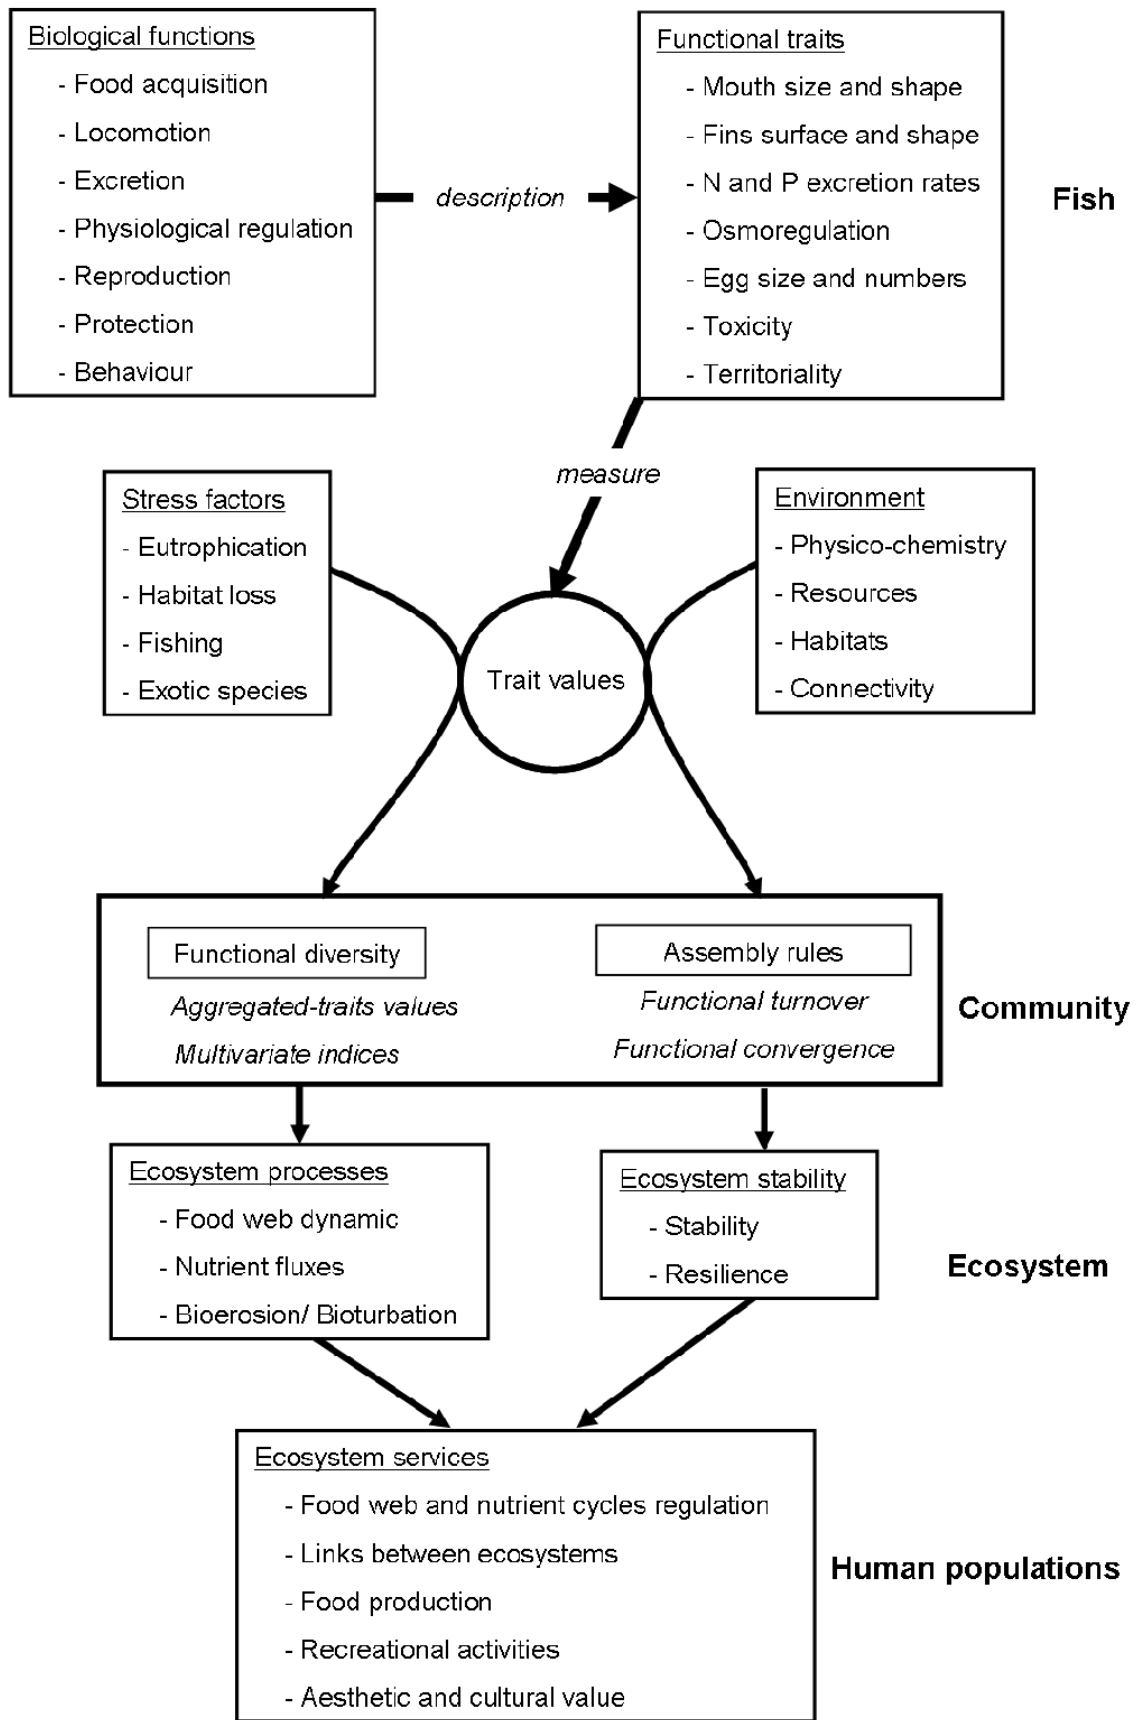 Biological functions
- Food acquisition
- Locomotion
- Excretion
- Physiological regulation
- Reproduction
- Protection
- Behaviour
description
Functional traits
- Mouth size and shape
- Fins surface and shape
- N and P excretion rates
- Osmoregulation
- Egg size and numbers
- Toxicity
- Territoriality
Fish
measure
Stress factors
- Eutrophication
- Habitat loss
- Fishing
- Exotic species
Trait values
Environment
- Physico-chemistry
- Resources
- Habitats
- Connectivity
Functional diversity
Aggregated-traits values
Multivariate indices
Assembly rules
Functional turnover
Functional convergence
Community
Ecosystem processes
- Food web dynamic
- Nutrient fluxes
- Bioerosion/ Bioturbation
Ecosystem stability
- Stability
- Resilience
Ecosystem
Ecosystem services
- Food web and nutrient cycles regulation
- Links between ecosystems
- Food production
- Recreational activities
- Aesthetic and cultural value
Human populations